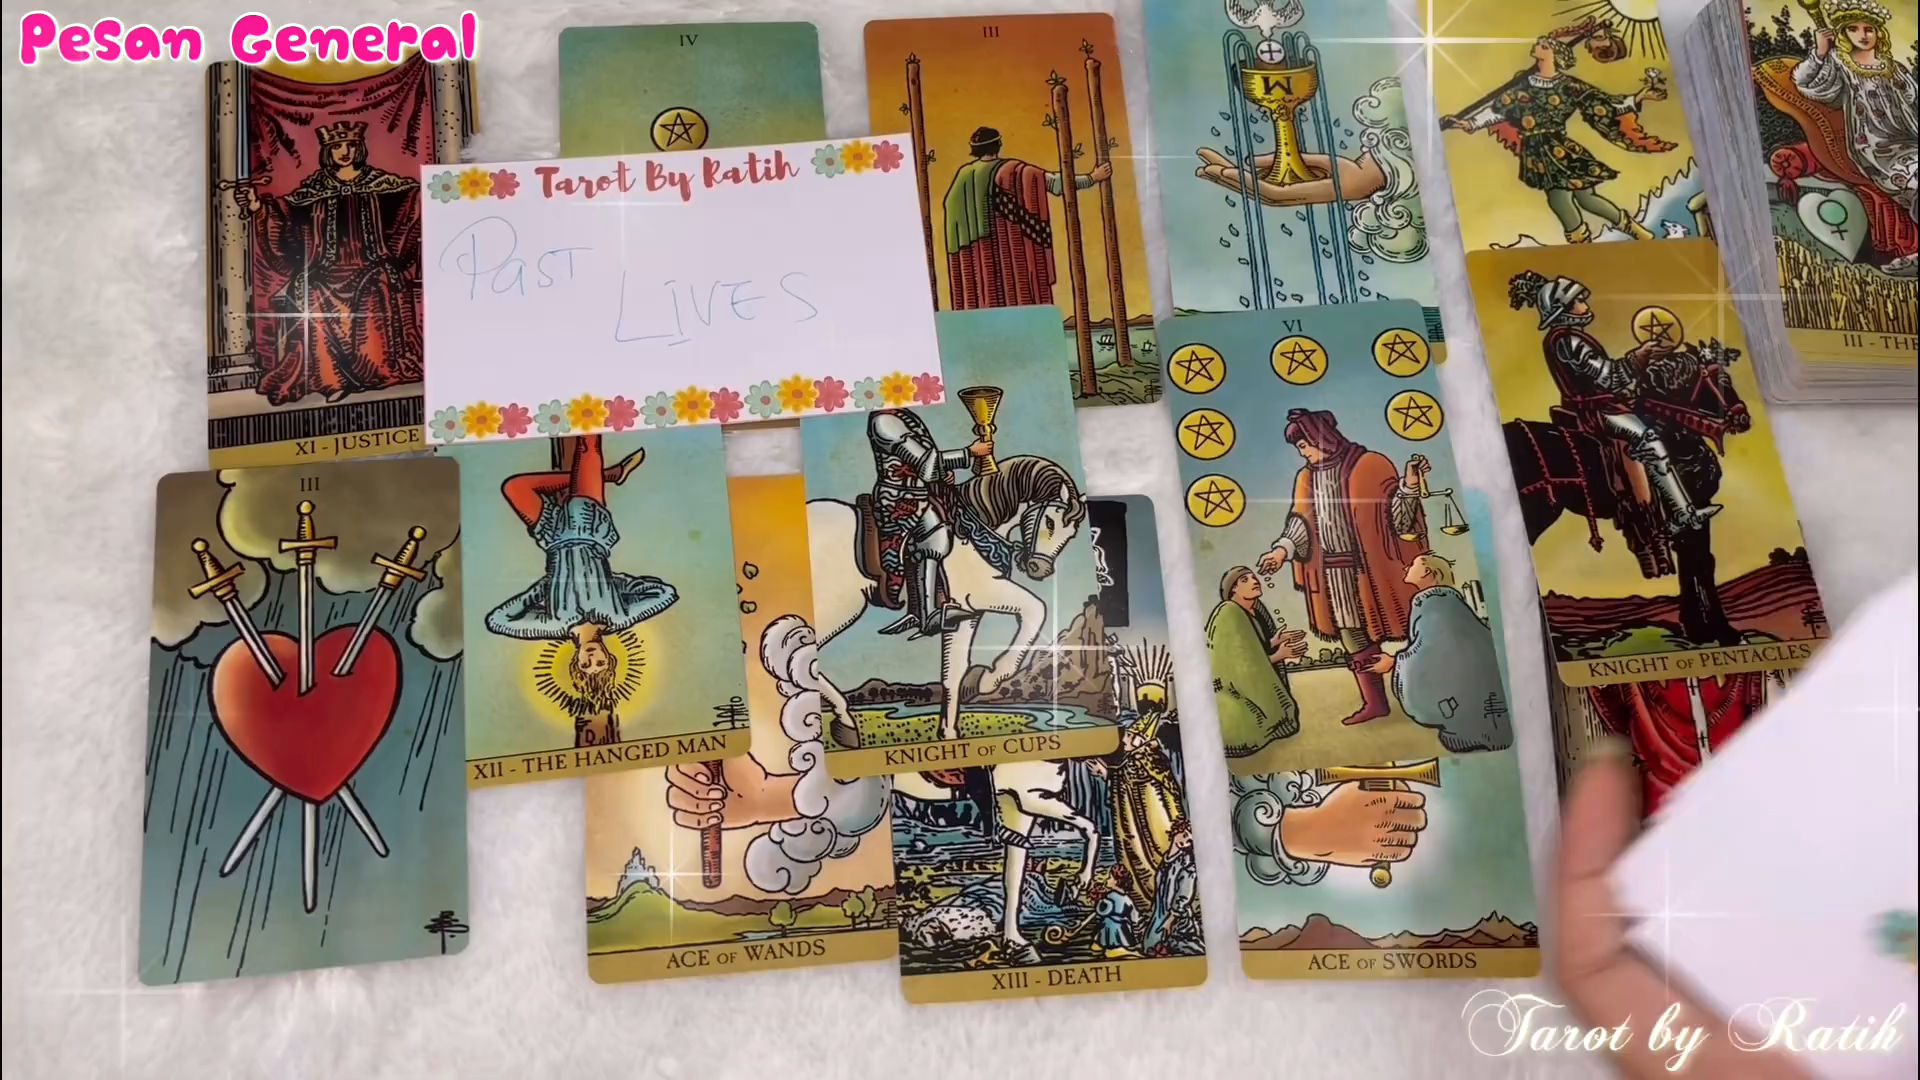 Pesan General
IV
III
Tarot By Ratih
Past
LIVES
XI - JUSTICE
M
VI
III - THE
III
KNIGHT OF PENTACLES
XII - THE HANGED MAN
KNIGHT OF CUPS
ACE OF WANDS
XIII - DEATH
ACE OF SWORDS
Tarot by Ratih